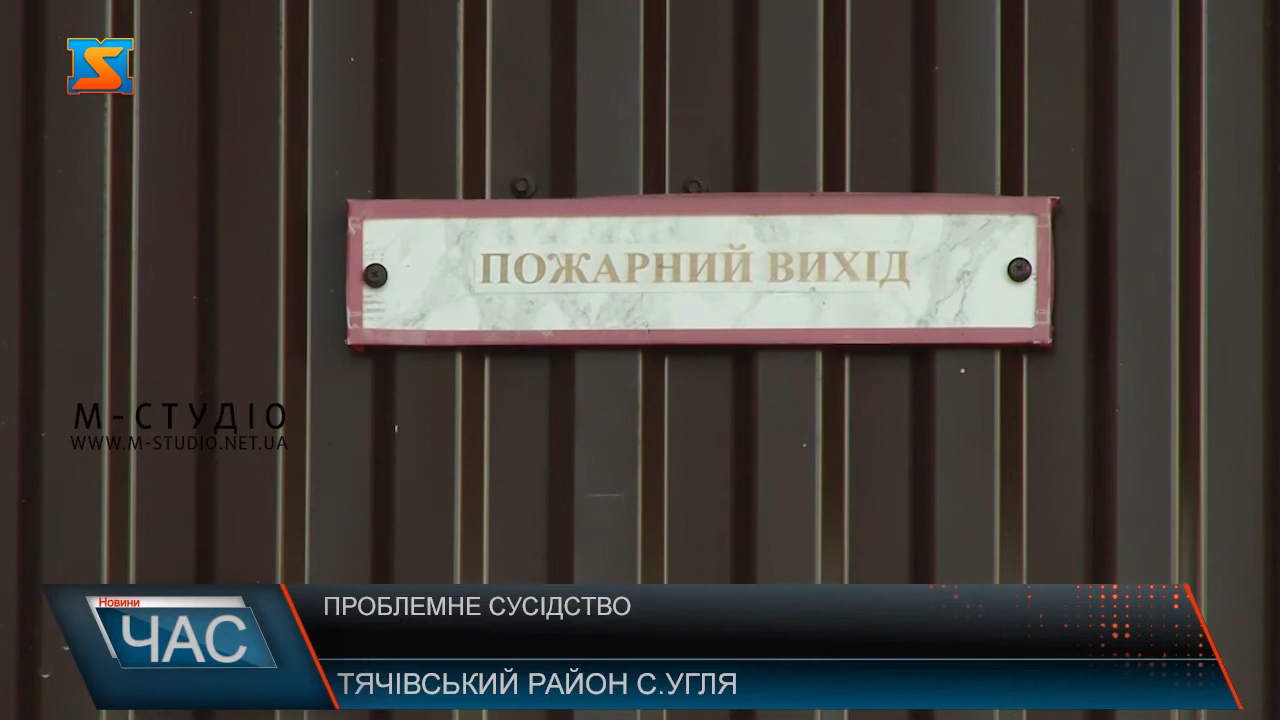 ПОЖАРНИЙ ВИХІД
М-СТУДІО
WWW.M-STUDIO.NET.UA
Новини
ЧАС
ПРОБЛЕМНЕ СУСІДСТВО
ТЯЧІВСЬКИЙ РАЙОН С.УГЛЯ